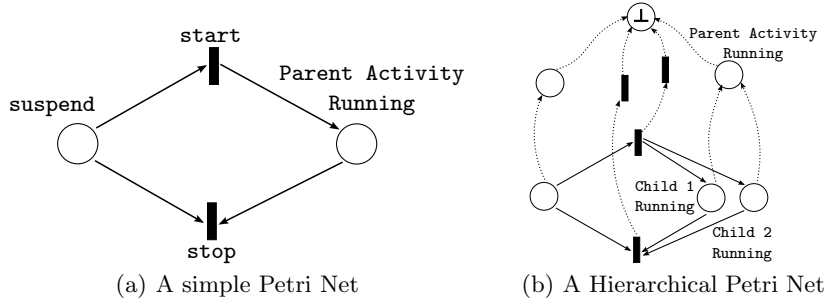 start
Parent Activity
Running
suspend
stop
(a) A simple Petri Net
⊥
Parent Activity
Running
Child 1
Running
Child 2
Running
(b) A Hierarchical Petri Net